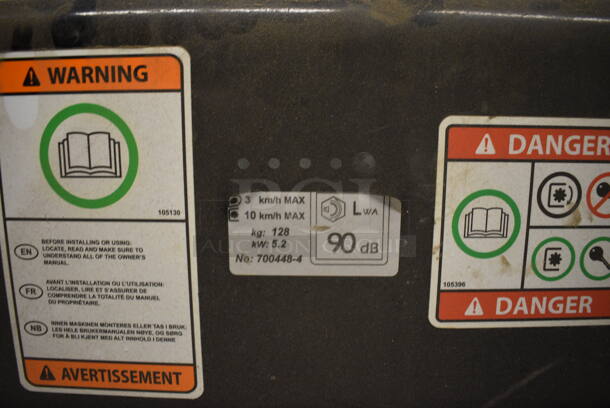 WARNING
105130
EN
BEFORE INSTALLING OR USING:
LOCATE, READ AND MAKE SURE TO
UNDERSTAND ALL OF THE OWNER'S
MANUAL.
FR
AVANT L'INSTALLATION OU L'UTILISATION:
LOCALISER, LIRE ET S'ASSURER DE
COMPRENDRE LA TOTALITÉ DU MANUEL
DU PROPRIÉTAIRE.
NB
INNEN MASKINEN MONTERES ELLER TAS I BRUK:
LES HELE BRUKERMANUALEN NØYE, OG SØRG
FOR Å BLI KJENT MED ALT INNHOLD I DENNE
AVERTISSEMENT
3 km/h MAX
10 km/h MAX
kg: 128
kW: 5.2
No: 700448-4
LWA
90 dB
DANGER
105396
DANGER